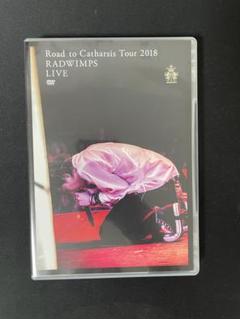 Road to Catharsis Tour 2018
RADWIMPS
LIVE
DVD